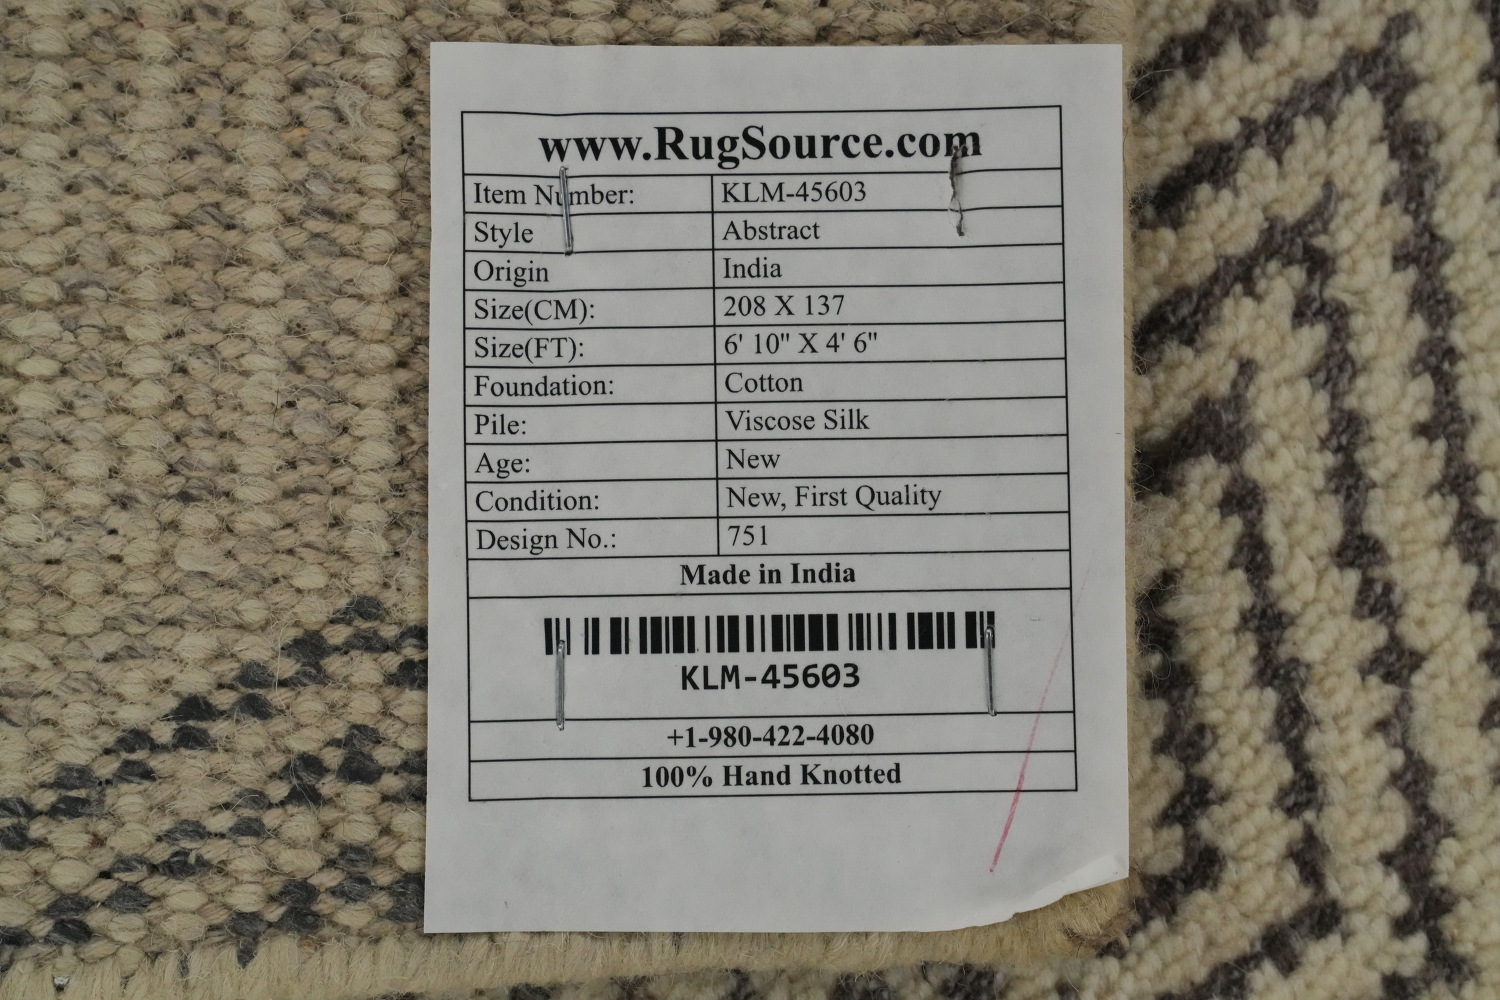 www.RugSource.com
Item Number: KLM-45603
Style Abstract
Origin India
Size(CM): 208 X 137
Size(FT): 6' 10" X 4' 6"
Foundation: Cotton
Pile: Viscose Silk
Age: New
Condition: New, First Quality
Design No.: 751
Made in India
KLM-45603
+1-980-422-4080
100% Hand Knotted